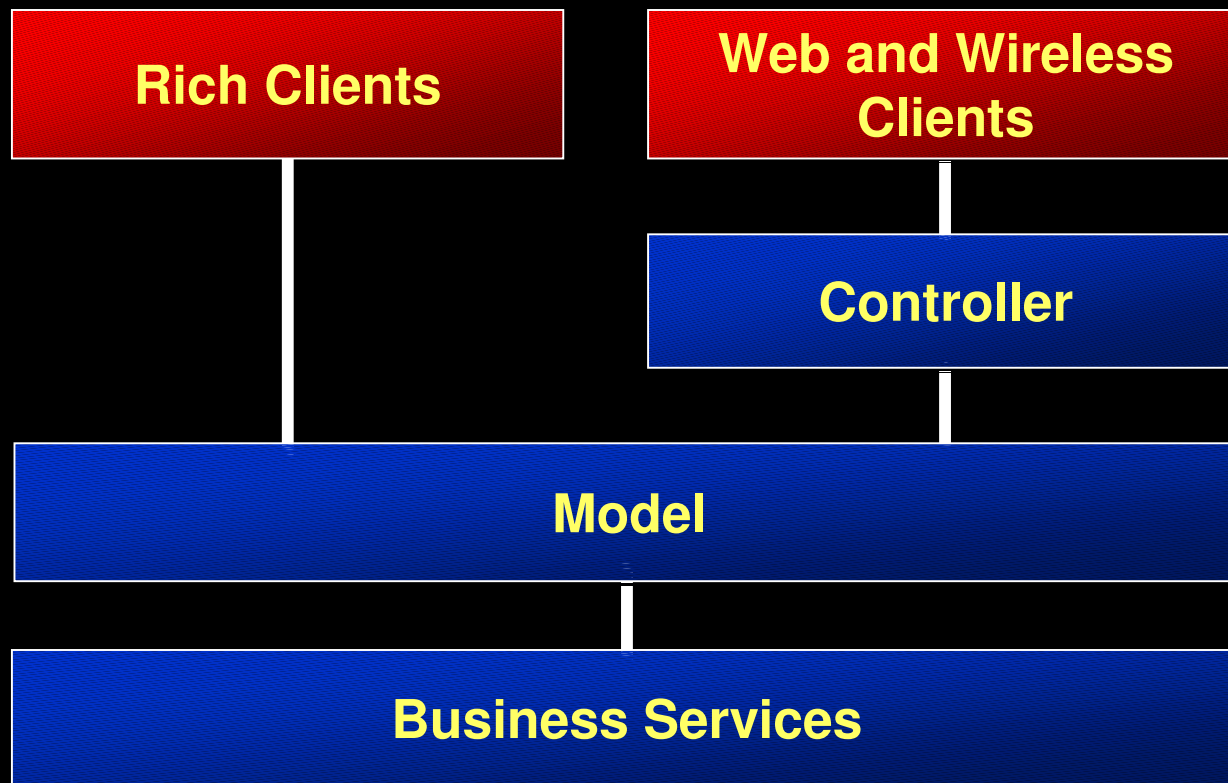 Rich Clients
Web and Wireless
Clients
Controller
Model
Business Services